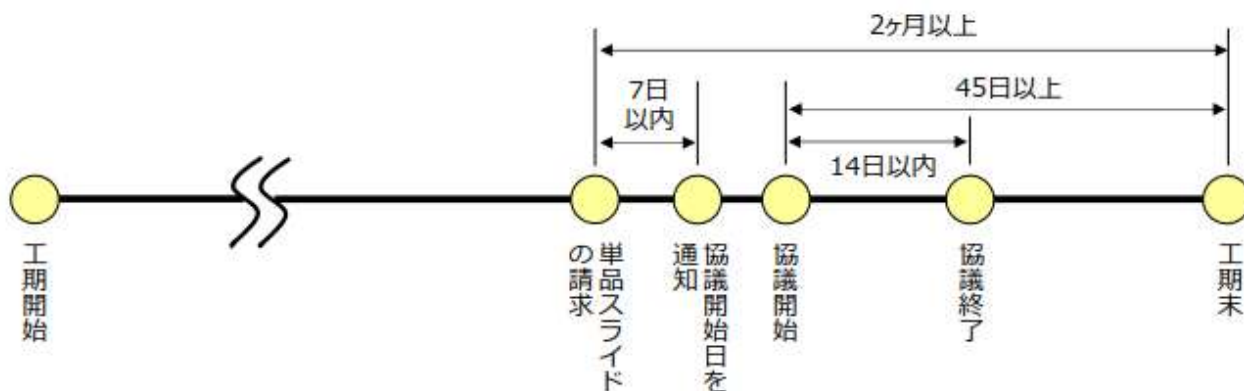 2ヶ月以上
7日
以内
45日以上
14日以内
工期開始
単品スライド
の請求
協議開始日を
通知
協議開始
協議終了
工期末